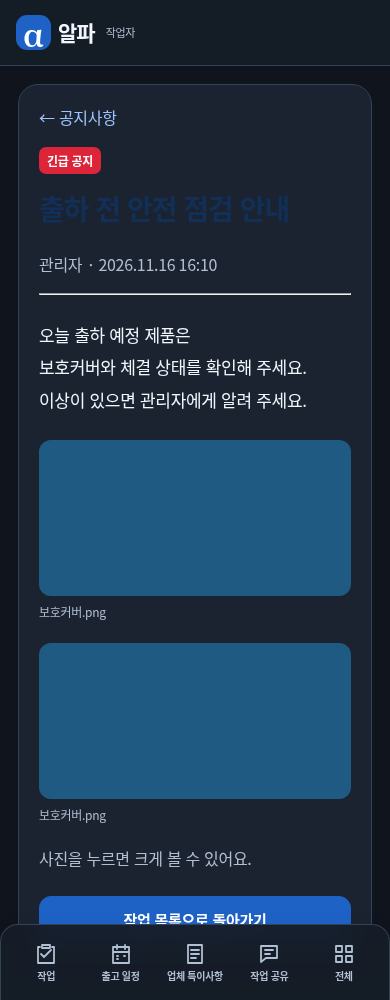 α 알파 작업자
← 공지사항
긴급 공지
출하 전 안전 점검 안내
관리자 · 2026.11.16 16:10
오늘 출하 예정 제품은
보호커버와 체결 상태를 확인해 주세요.
이상이 있으면 관리자에게 알려 주세요.
보호커버.png
보호커버.png
사진을 누르면 크게 볼 수 있어요.
작업 목록으로 돌아가기
작업 출고 일정 업체 특이사항 작업 공유 전체